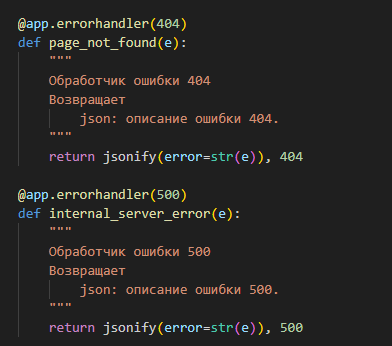 @app.errorhandler(404)
def page_not_found(e):
    """
    Обработчик ошибки 404
    Возвращает
        json: описание ошибки 404.
    """
    return jsonify(error=str(e)), 404
@app.errorhandler(500)
def internal_server_error(e):
    """
    Обработчик ошибки 500
    Возвращает
        json: описание ошибки 500.
    """
    return jsonify(error=str(e)), 500